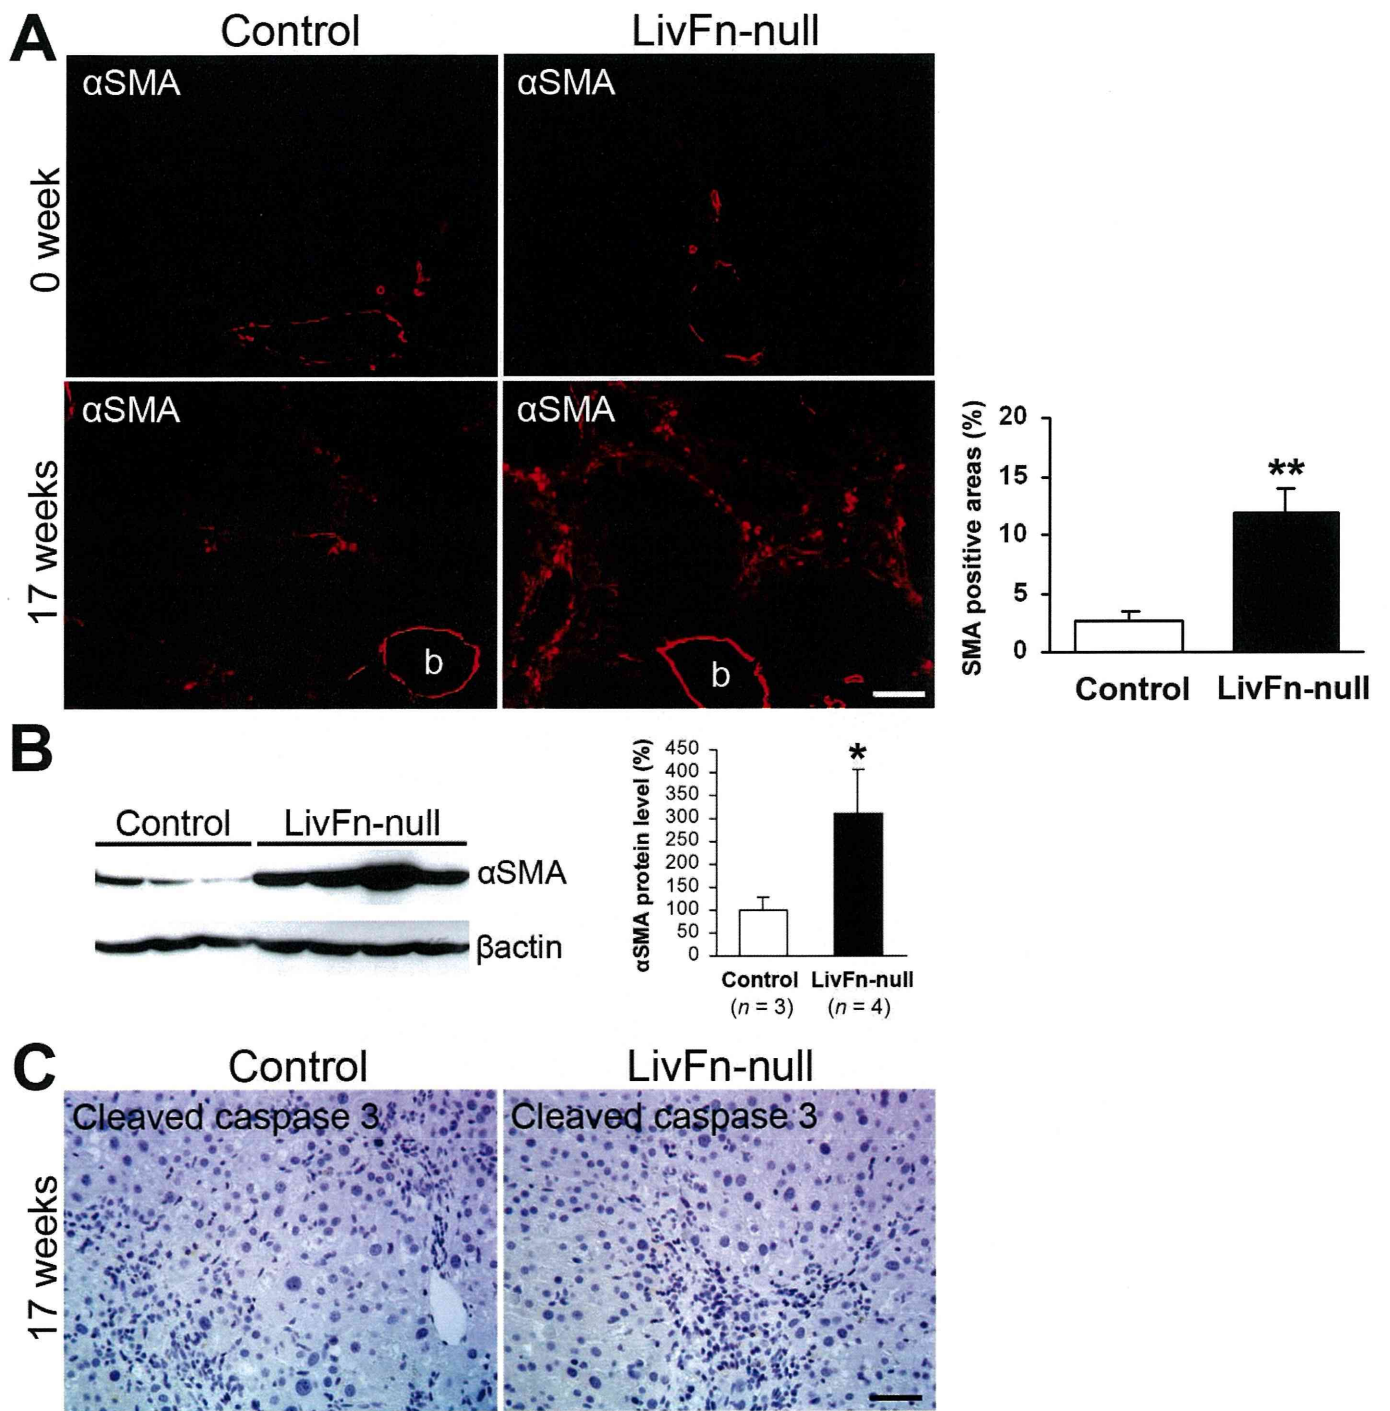 A
Control
LivFn-null
0 week
αSMA
αSMA
17 weeks
αSMA
αSMA
b
b
SMA positive areas (%)
20
15
10
5
0
**
Control
LivFn-null
B
Control
LivFn-null
αSMA
βactin
αSMA protein level (%)
450
400
350
300
250
200
150
100
50
0
*
Control
LivFn-null
(n = 3)
(n = 4)
C
Control
LivFn-null
17 weeks
Cleaved caspase 3
Cleaved caspase 3